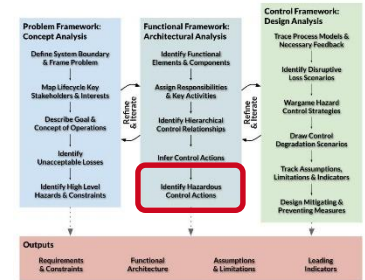 Problem Framework:
Concept Analysis
Define System Boundary
& Frame Problem
Map Lifecycle Key
Stakeholders & Interests
Describe Goal &
Concept of Operations
Identify
Unacceptable Losses
Identify High Level
Hazards & Constraints
Refine
& Iterate
Functional Framework:
Architectural Analysis
Identify Functional
Elements & Components
Assign Responsibilities
& Key Activities
Identify Hierarchical
Control Relationships
Infer Control Actions
Identify Hazardous
Control Actions
Refine
& Iterate
Control Framework:
Design Analysis
Trace Process Models &
Necessary Feedback
Identify Disruptive
Loss Scenarios
Wargame Hazard
Control Strategies
Draw Control
Degradation Scenarios
Track Assumptions,
Limitations & Indicators
Design Mitigating &
Preventing Measures
Outputs
Requirements
& Constraints
Functional
Architecture
Assumptions
& Limitations
Leading
Indicators